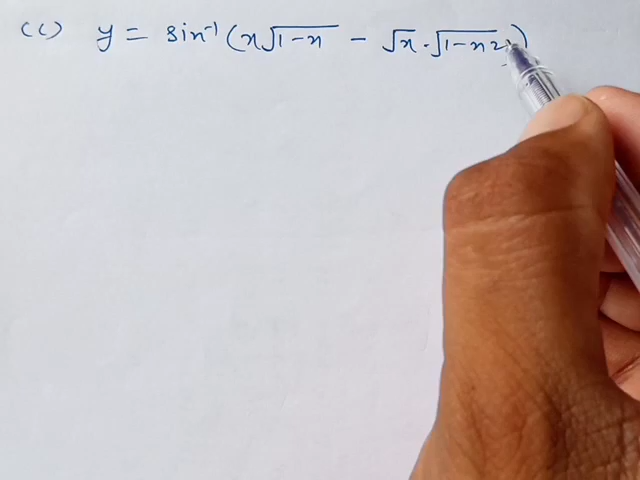 (c) y = sin⁻¹(x√1-x - √x . √1-x2)